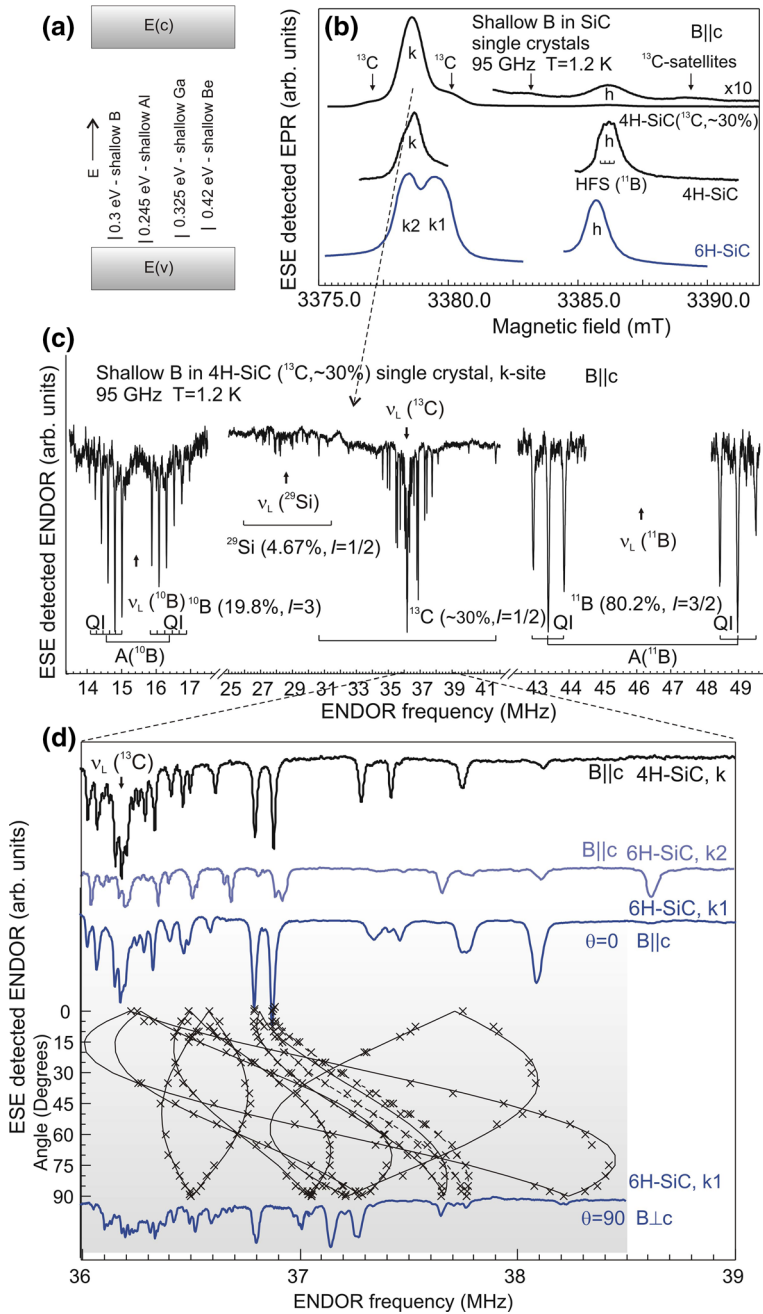 (a)
E(c)
E
0.3 eV - shallow B
0.245 eV - shallow Al
0.325 eV - shallow Ga
0.42 eV - shallow Be
E(v)
(b)
ESE detected EPR (arb. units)
Shallow B in SiC
single crystals
95 GHz T=1.2 K
B||c
¹³C
k
¹³C
¹³C-satellites
x10
h
4H-SiC(¹³C,~30%)
k
h
HFS (¹¹B)
4H-SiC
k2
k1
h
6H-SiC
3375.0 3380.0 3385.0 3390.0
Magnetic field (mT)
(c)
ESE detected ENDOR (arb. units)
Shallow B in 4H-SiC (¹³C,~30%) single crystal, k-site
B||c
95 GHz T=1.2 K
ν_L (¹³C)
ν_L (²⁹Si)
²⁹Si (4.67%, I=1/2)
ν_L (¹¹B)
ν_L (¹⁰B)
¹⁰B (19.8%, I=3)
¹³C (~30%, I=1/2)
¹¹B (80.2%, I=3/2)
QI
QI
QI
QI
A(¹⁰B)
A(¹¹B)
14 15 16 17 25 27 29 31 33 35 37 39 41 43 44 45 46 47 48 49
ENDOR frequency (MHz)
(d)
ESE detected ENDOR (arb. units)
ν_L (¹³C)
B||c
4H-SiC, k
B||c 6H-SiC, k2
6H-SiC, k1
θ=0 B||c
Angle (Degrees)
0
15
30
45
60
75
90
6H-SiC, k1
θ=90 B⊥c
36 37 38 39
ENDOR frequency (MHz)